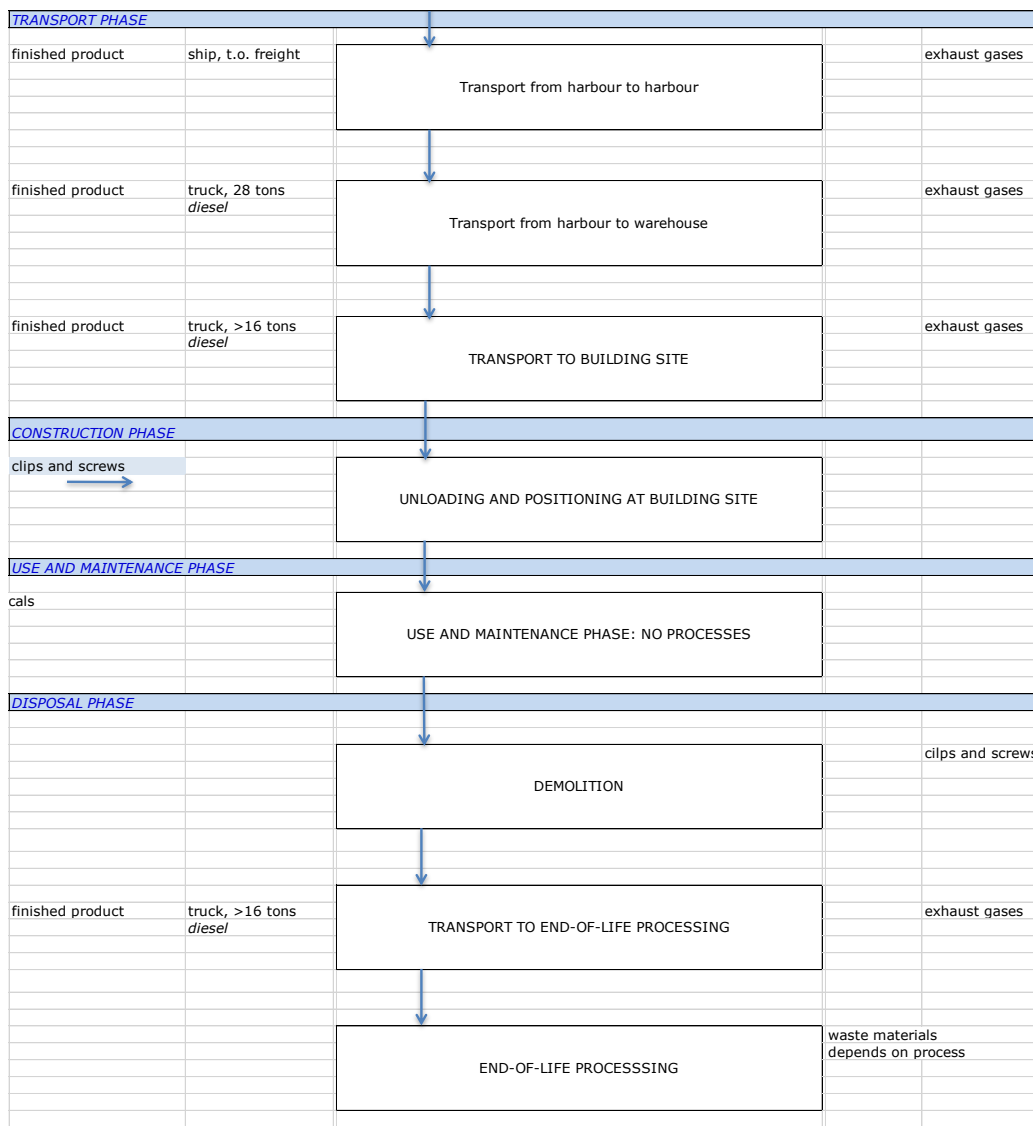 TRANSPORT PHASE
finished product ship, t.o. freight exhaust gases
Transport from harbour to harbour
finished product truck, 28 tons exhaust gases
diesel
Transport from harbour to warehouse
finished product truck, >16 tons exhaust gases
diesel
TRANSPORT TO BUILDING SITE
CONSTRUCTION PHASE
clips and screws
UNLOADING AND POSITIONING AT BUILDING SITE
USE AND MAINTENANCE PHASE
cals
USE AND MAINTENANCE PHASE: NO PROCESSES
DISPOSAL PHASE
cilps and screws
DEMOLITION
finished product truck, >16 tons exhaust gases
diesel
TRANSPORT TO END-OF-LIFE PROCESSING
waste materials
depends on process
END-OF-LIFE PROCESSSING